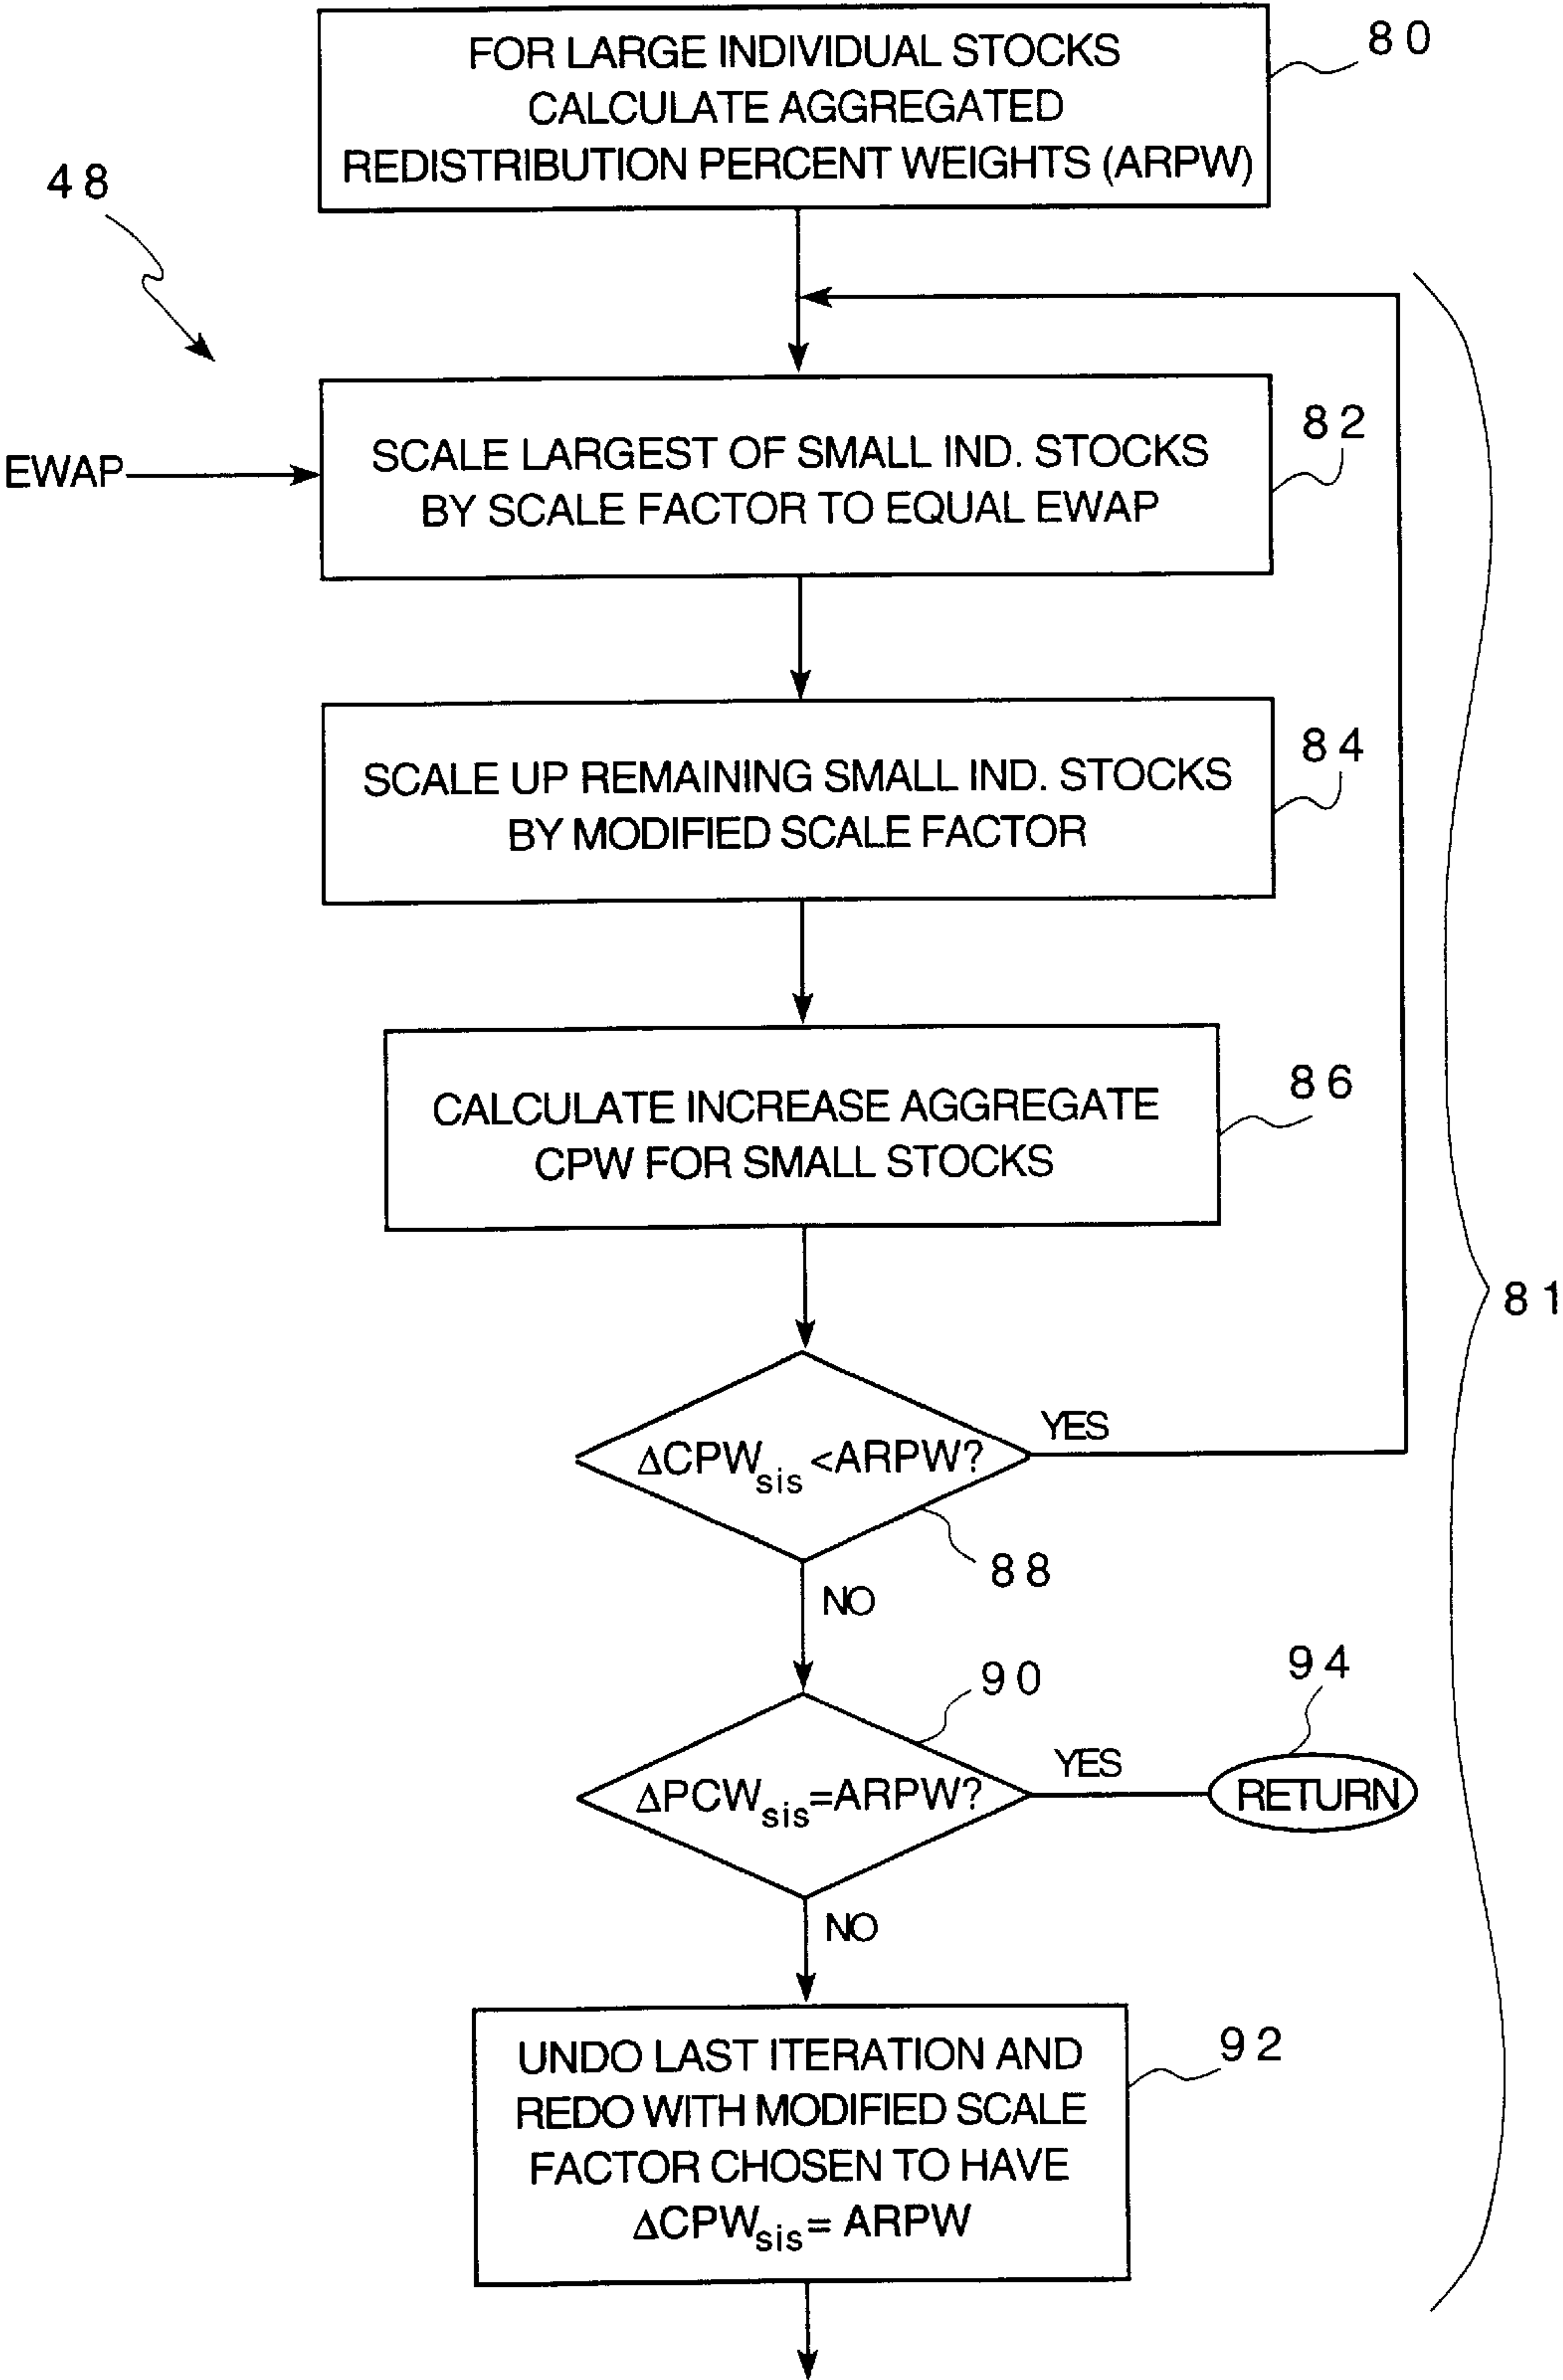 FOR LARGE INDIVIDUAL STOCKS
CALCULATE AGGREGATED
REDISTRIBUTION PERCENT WEIGHTS (ARPW)
80
48
EWAP
SCALE LARGEST OF SMALL IND. STOCKS
BY SCALE FACTOR TO EQUAL EWAP
82
SCALE UP REMAINING SMALL IND. STOCKS
BY MODIFIED SCALE FACTOR
84
CALCULATE INCREASE AGGREGATE
CPW FOR SMALL STOCKS
86
81
ΔCPWsis <ARPW?
YES
88
NO
90
ΔPCWsis=ARPW?
YES
94
RETURN
NO
UNDO LAST ITERATION AND
REDO WITH MODIFIED SCALE
FACTOR CHOSEN TO HAVE
ΔCPWsis= ARPW
92